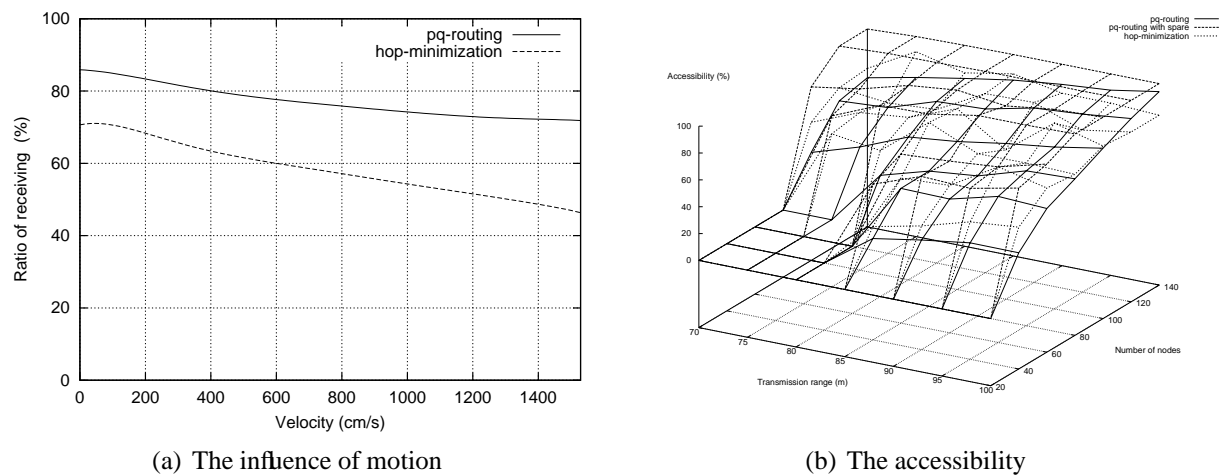 100
80
60
40
20
0
Ratio of receiving (%)
pq-routing
hop-minimization
0 200 400 600 800 1000 1200 1400
Velocity (cm/s)
(a) The influence of motion
pq-routing
pq-routing with spare
hop-minimization
Accessibility (%)
100
80
60
40
20
0
70 75 80 85 90 95 100
Transmission range (m)
20 40 60 80 100 120 140
Number of nodes
(b) The accessibility